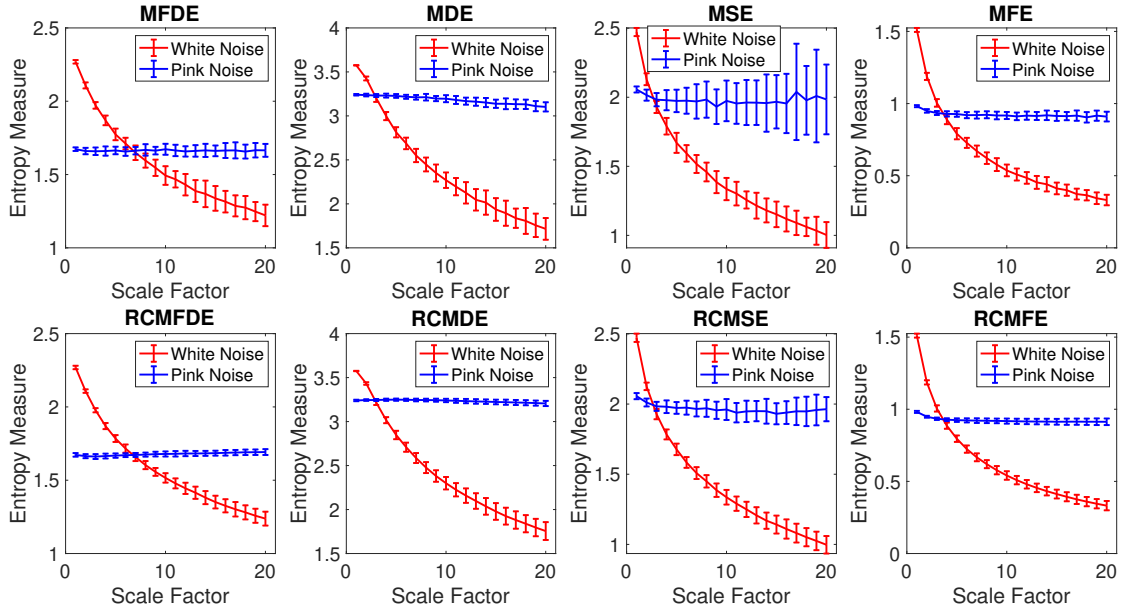 MFDE
Entropy Measure
2.5
2
1.5
1
0
10
20
Scale Factor
White Noise
Pink Noise
MDE
Entropy Measure
4
3.5
3
2.5
2
1.5
0
10
20
Scale Factor
White Noise
Pink Noise
MSE
Entropy Measure
2.5
2
1.5
1
0
10
20
Scale Factor
White Noise
Pink Noise
MFE
Entropy Measure
1.5
1
0.5
0
0
10
20
Scale Factor
White Noise
Pink Noise
RCMFDE
Entropy Measure
2.5
2
1.5
1
0
10
20
Scale Factor
White Noise
Pink Noise
RCMDE
Entropy Measure
4
3.5
3
2.5
2
1.5
0
10
20
Scale Factor
White Noise
Pink Noise
RCMSE
Entropy Measure
2.5
2
1.5
1
0
10
20
Scale Factor
White Noise
Pink Noise
RCMFE
Entropy Measure
1.5
1
0.5
0
0
10
20
Scale Factor
White Noise
Pink Noise